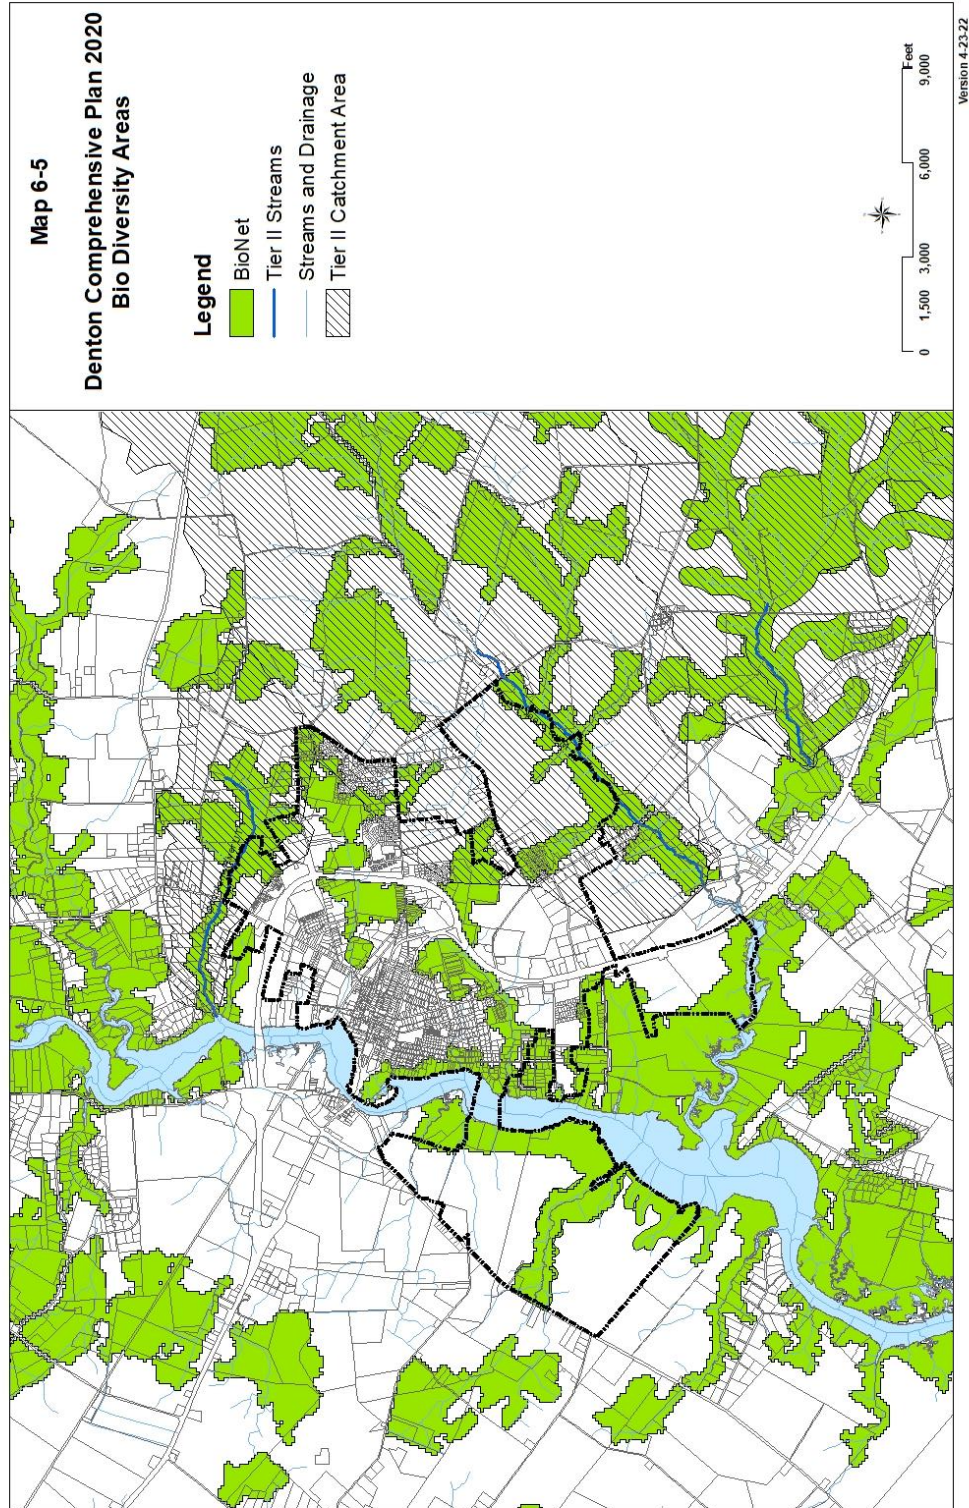 Map 6-5
Denton Comprehensive Plan 2020
Bio Diversity Areas
Legend
BioNet
Tier II Streams
Streams and Drainage
Tier II Catchment Area
Feet
0 1,500 3,000 6,000 9,000
Version 4-23-22